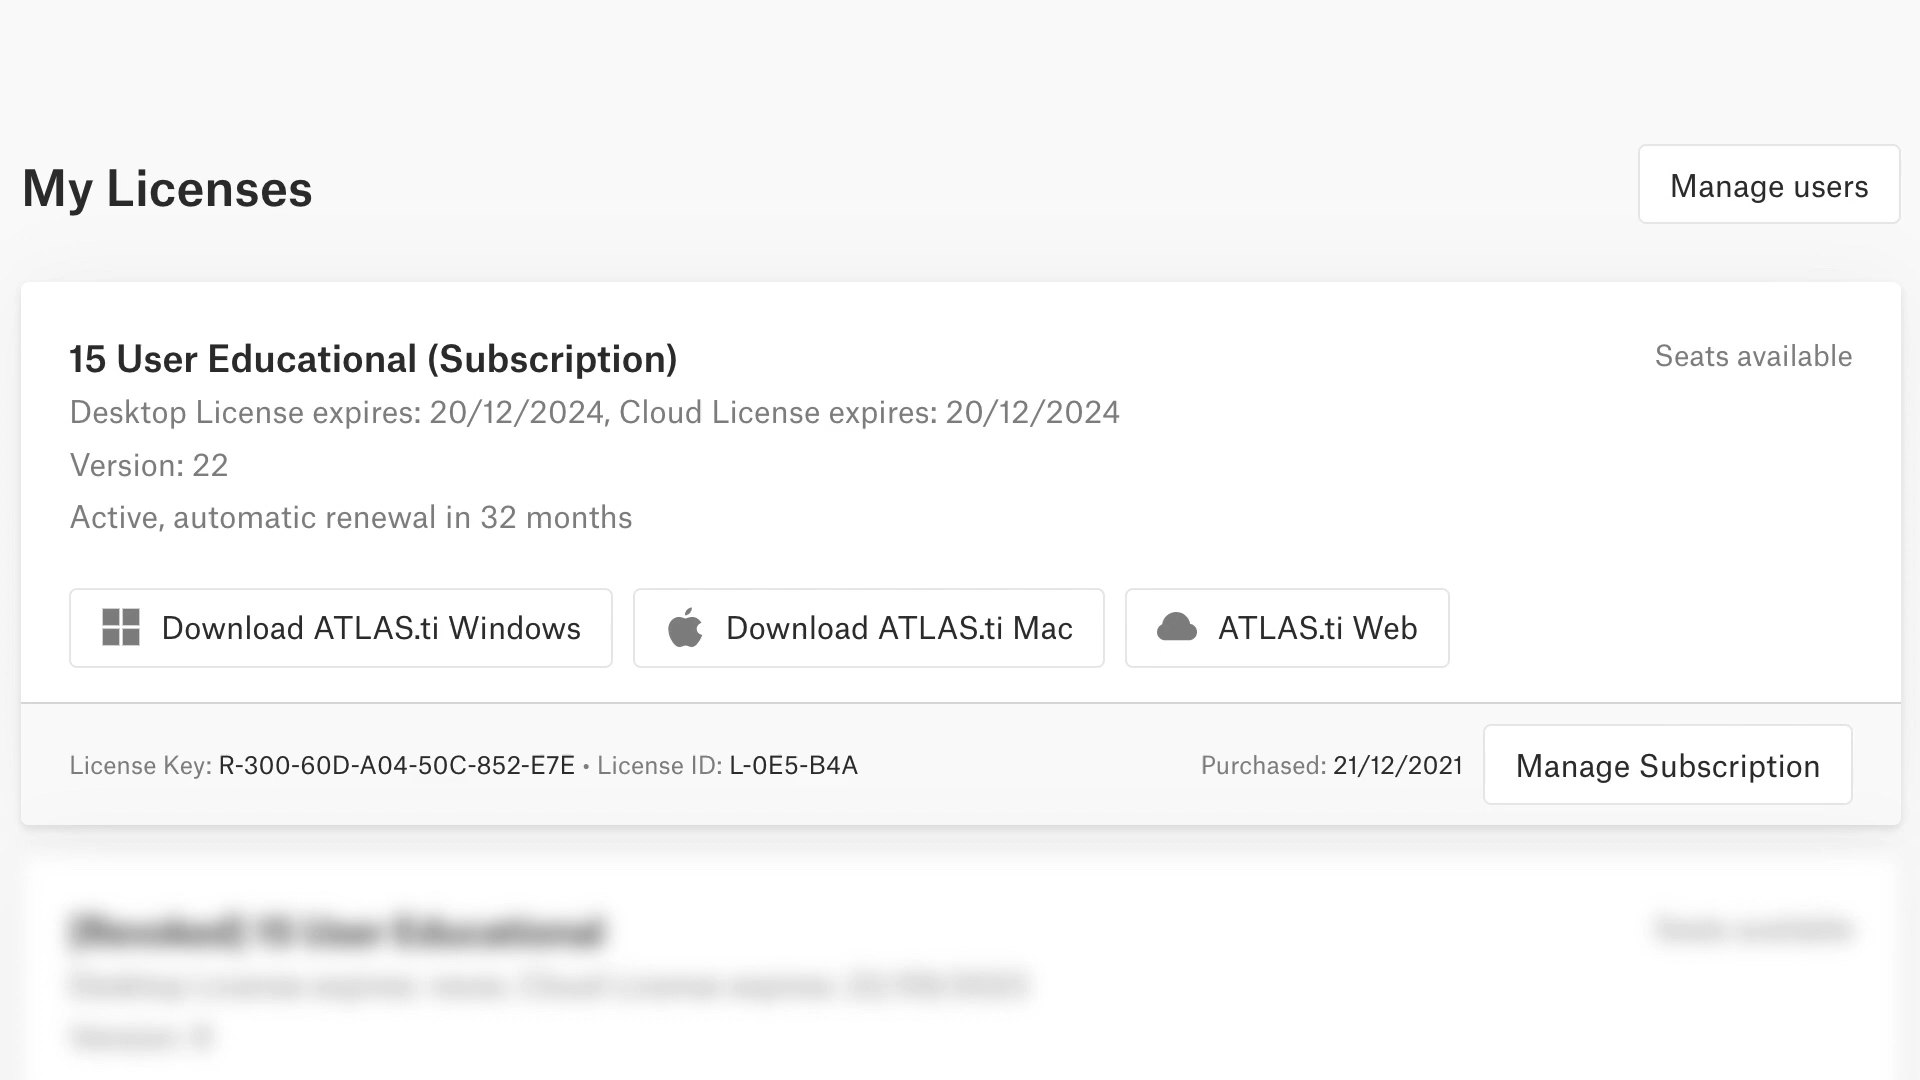 My Licenses
Manage users
15 User Educational (Subscription)
Seats available
Desktop License expires: 20/12/2024, Cloud License expires: 20/12/2024
Version: 22
Active, automatic renewal in 32 months
Download ATLAS.ti Windows
Download ATLAS.ti Mac
ATLAS.ti Web
License Key: R-300-60D-A04-50C-852-E7E • License ID: L-0E5-B4A
Purchased: 21/12/2021
Manage Subscription